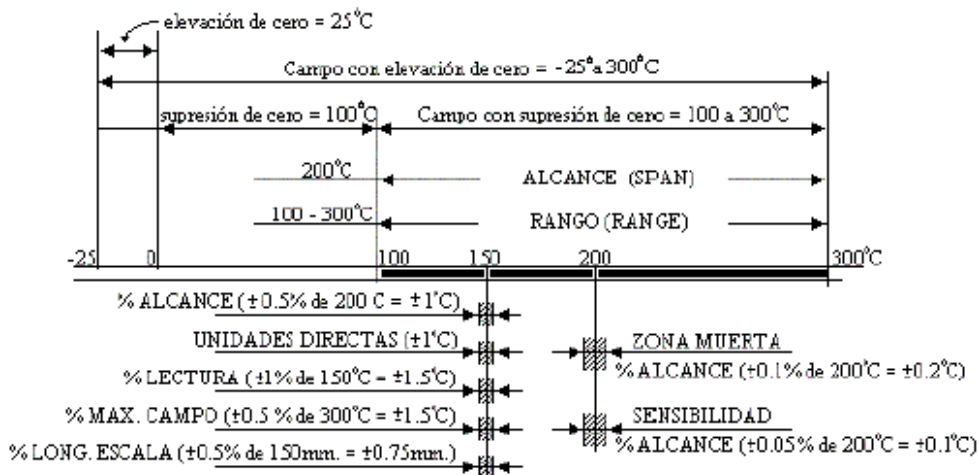 elevación de cero = 25°C
Campo con elevación de cero = -25° a 300°C
supresión de cero = 100°C
Campo con supresión de cero = 100 a 300°C
200°C
ALCANCE (SPAN)
100 - 300°C
RANGO (RANGE)
-25 0 100 150 200 300°C
% ALCANCE (±0.5% de 200 C = ±1°C)
UNIDADES DIRECTAS (±1°C)
ZONA MUERTA
% LECTURA (±1% de 150°C = ±1.5°C)
% ALCANCE (±0.1% de 200°C = ±0.2°C)
% MAX. CAMPO (±0.5 % de 300°C = ±1.5°C)
SENSIBILIDAD
% LONG. ESCALA (±0.5% de 150mm. = ±0.75mm.)
% ALCANCE (±0.05% de 200°C = ±0.1°C)